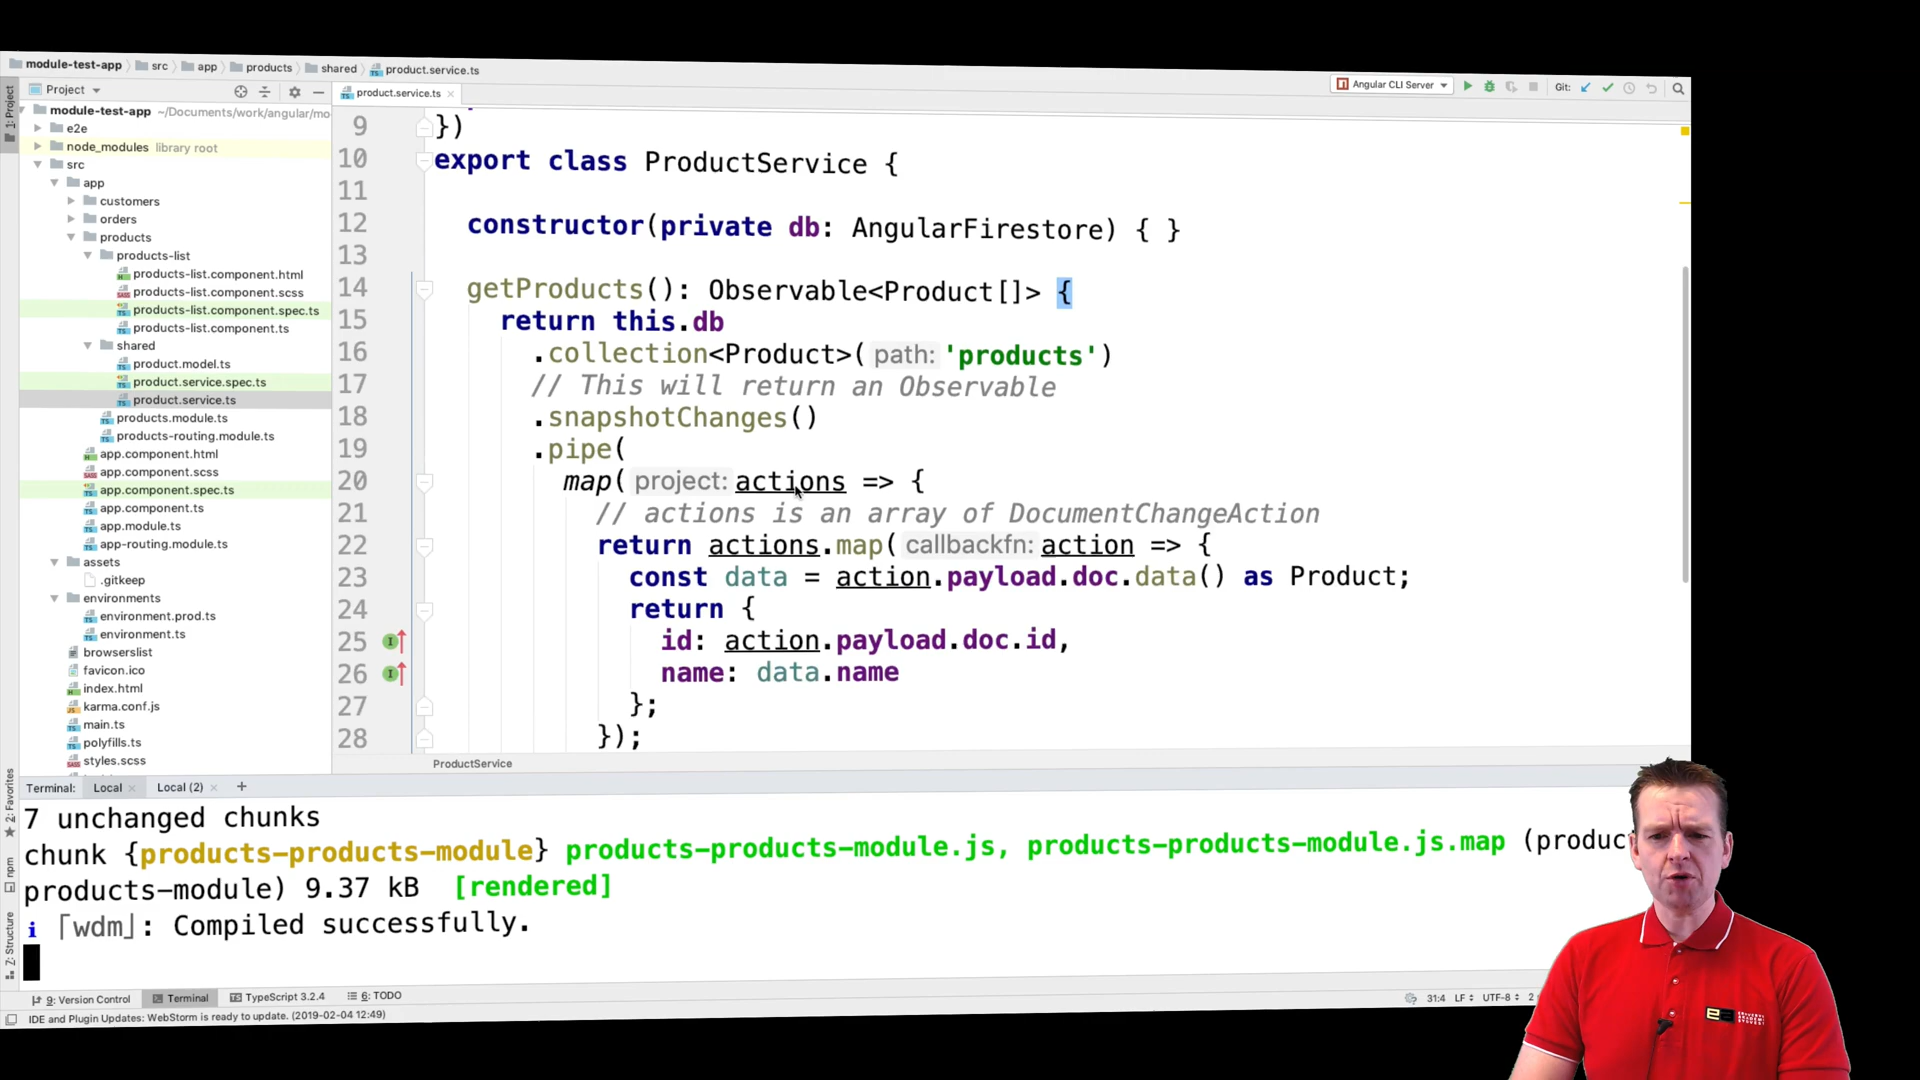 module-test-app src app products shared product.service.ts
Angular CLI Server Git:
1: Project
Project
product.service.ts
module-test-app ~/Documents/work/angular/mo
e2e
node_modules library root
src
app
customers
orders
products
products-list
products-list.component.html
products-list.component.scss
products-list.component.spec.ts
products-list.component.ts
shared
product.model.ts
product.service.spec.ts
product.service.ts
products.module.ts
products-routing.module.ts
app.component.html
app.component.scss
app.component.spec.ts
app.component.ts
app.module.ts
app-routing.module.ts
assets
.gitkeep
environments
environment.prod.ts
environment.ts
browserslist
favicon.ico
index.html
karma.conf.js
main.ts
polyfills.ts
styles.scss
9 })
10 export class ProductService {
11
12 constructor(private db: AngularFirestore) { }
13
14 getProducts(): Observable<Product[]> {
15 return this.db
16 .collection<Product>( path: 'products')
17 // This will return an Observable
18 .snapshotChanges()
19 .pipe(
20 map( project: actions => {
21 // actions is an array of DocumentChangeAction
22 return actions.map( callbackfn: action => {
23 const data = action.payload.doc.data() as Product;
24 return {
25 id: action.payload.doc.id,
26 name: data.name
27 };
28 });
ProductService
2: Favorites
npm
7: Structure
Terminal: Local Local (2) +
7 unchanged chunks
chunk {products-products-module} products-products-module.js, products-products-module.js.map (produc
products-module) 9.37 kB [rendered]
i ｢wdm｣: Compiled successfully.
9: Version Control Terminal TypeScript 3.2.4 6: TODO
31:4 LF UTF-8 2
IDE and Plugin Updates: WebStorm is ready to update. (2019-02-04 12:49)